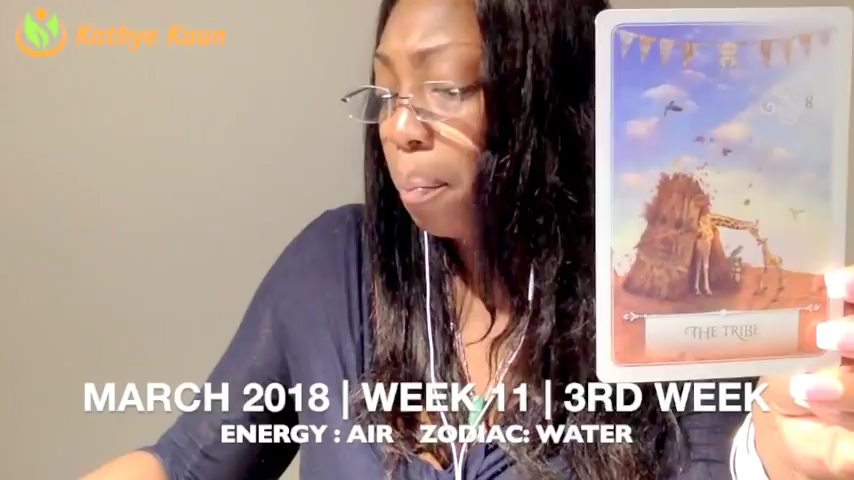 Kathye Kaan
8
THE TRIBE
MARCH 2018 | WEEK 11 | 3RD WEEK
ENERGY : AIR ZODIAC: WATER